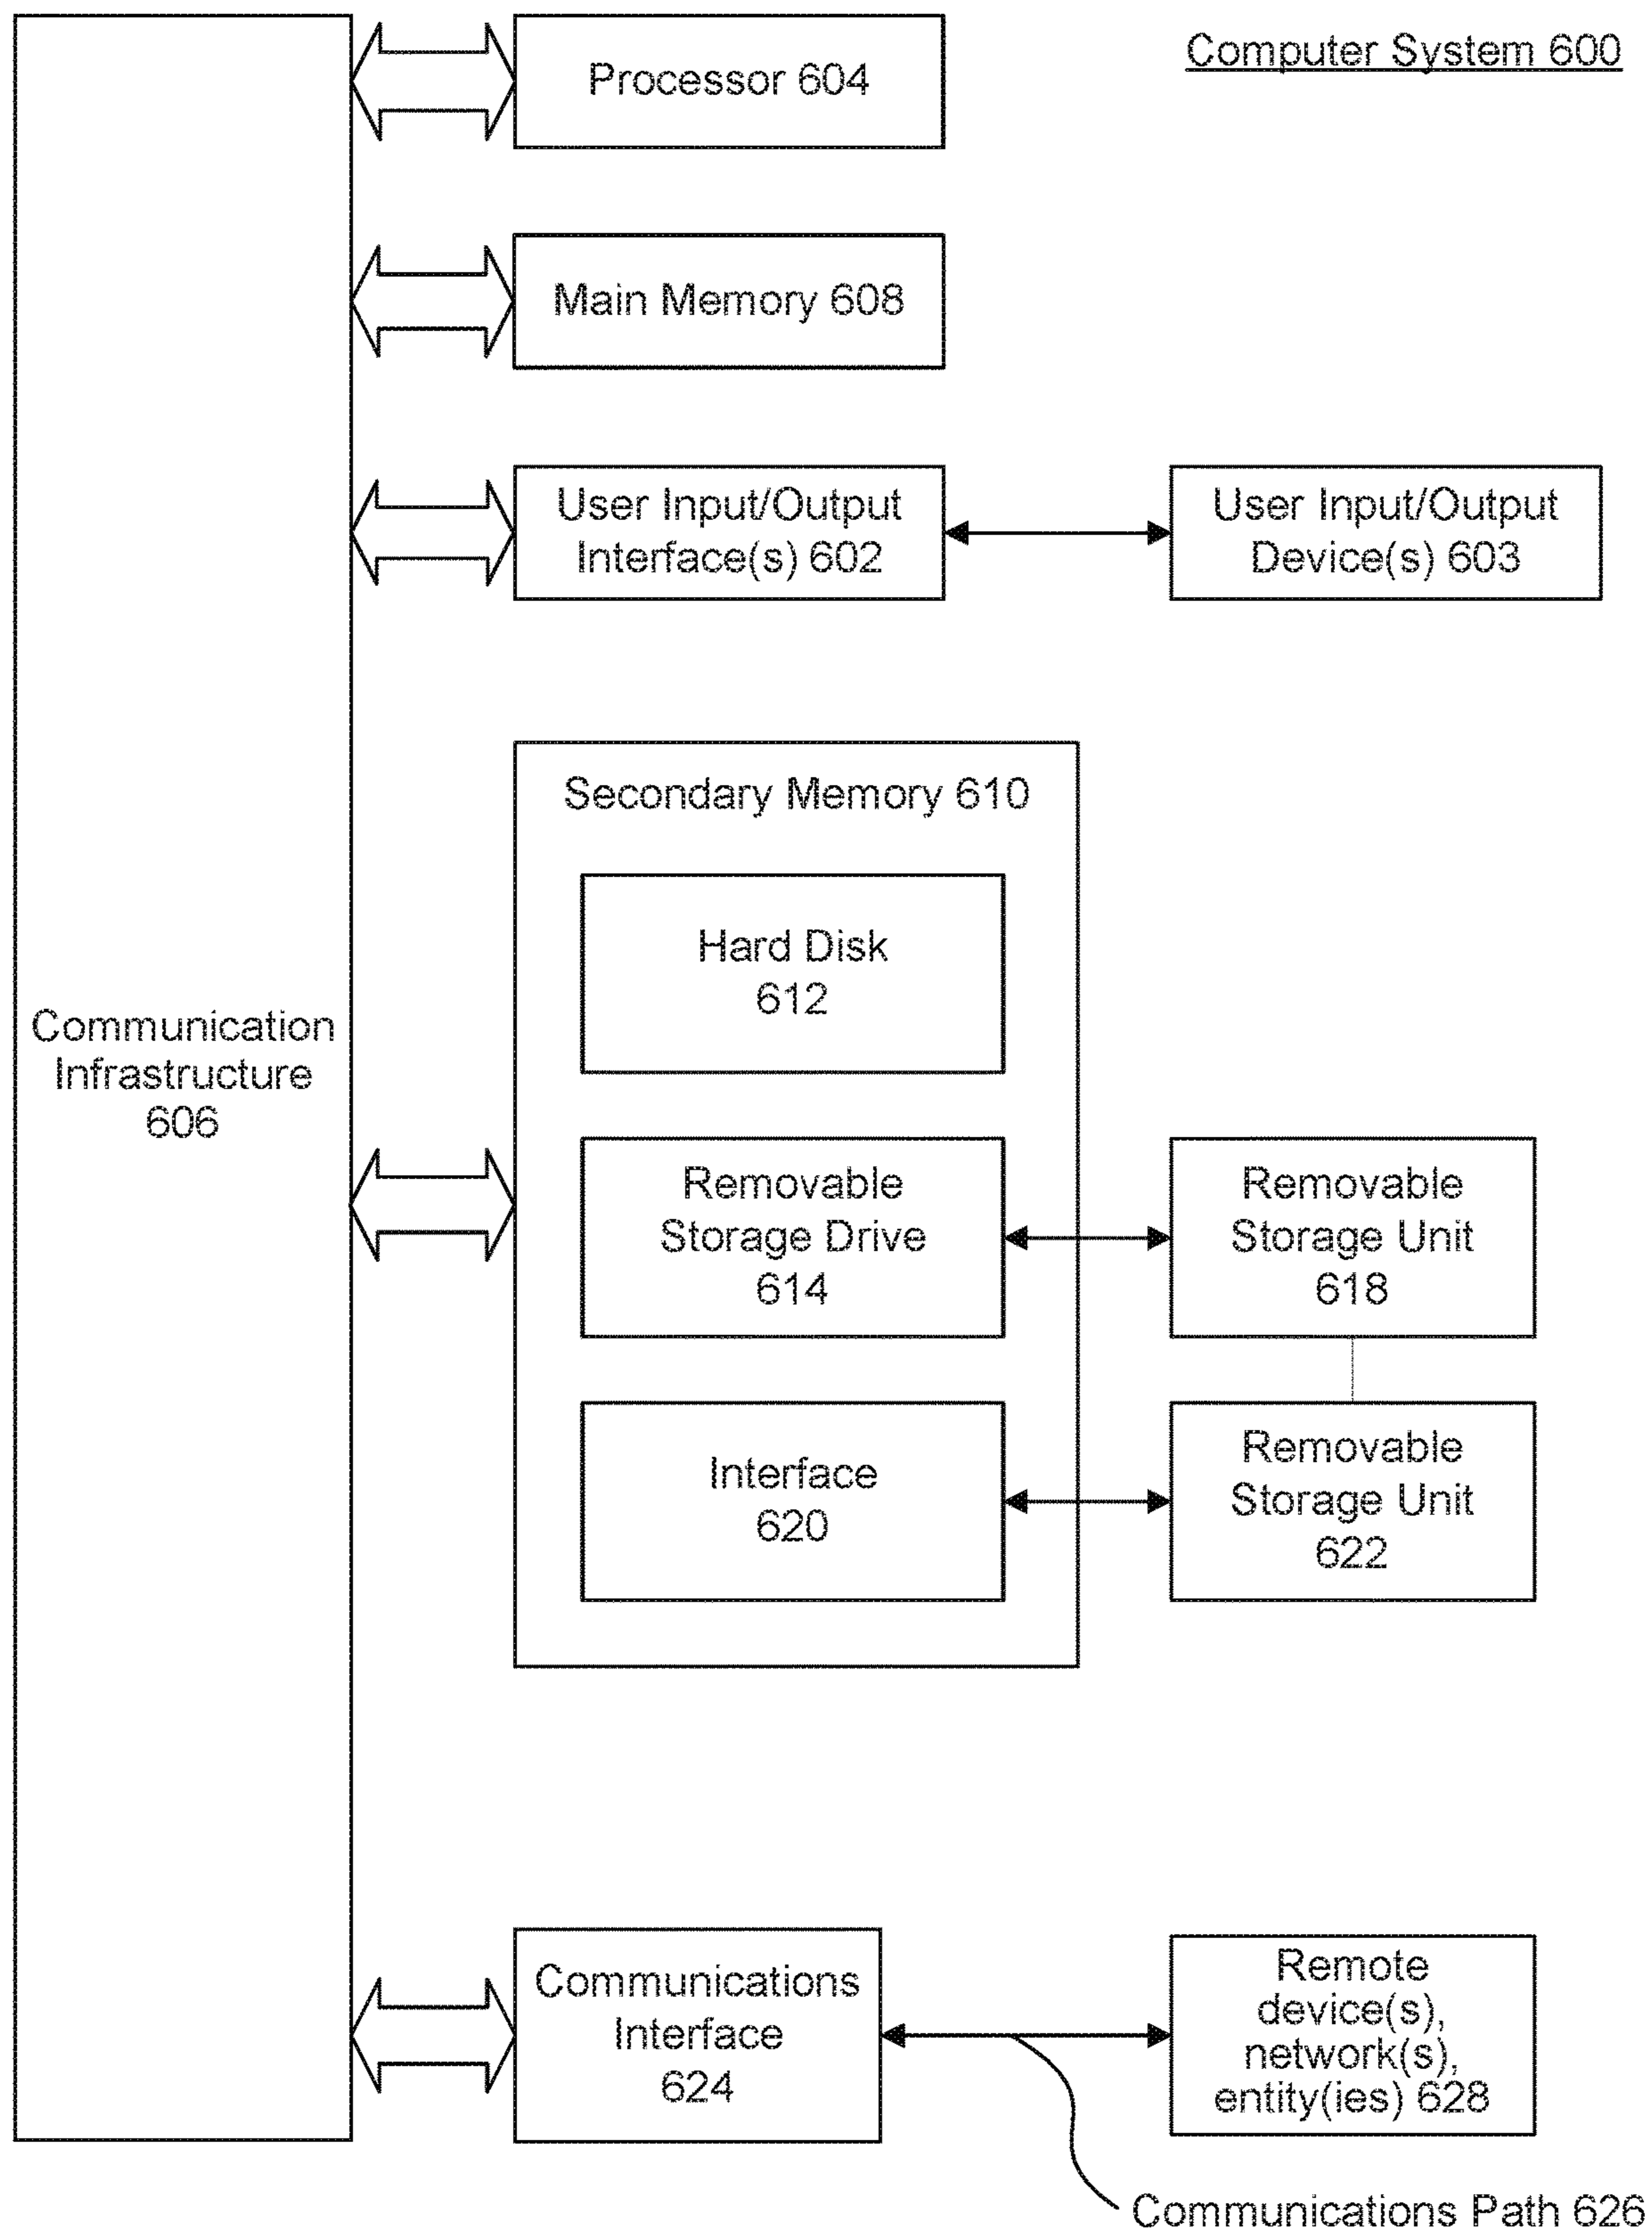 Computer System 600
Processor 604
Main Memory 608
User Input/Output
Interface(s) 602
User Input/Output
Device(s) 603
Secondary Memory 610
Hard Disk
612
Communication
Infrastructure
606
Removable
Storage Drive
614
Removable
Storage Unit
618
Interface
620
Removable
Storage Unit
622
Communications
Interface
624
Remote
device(s),
network(s),
entity(ies) 628
Communications Path 626